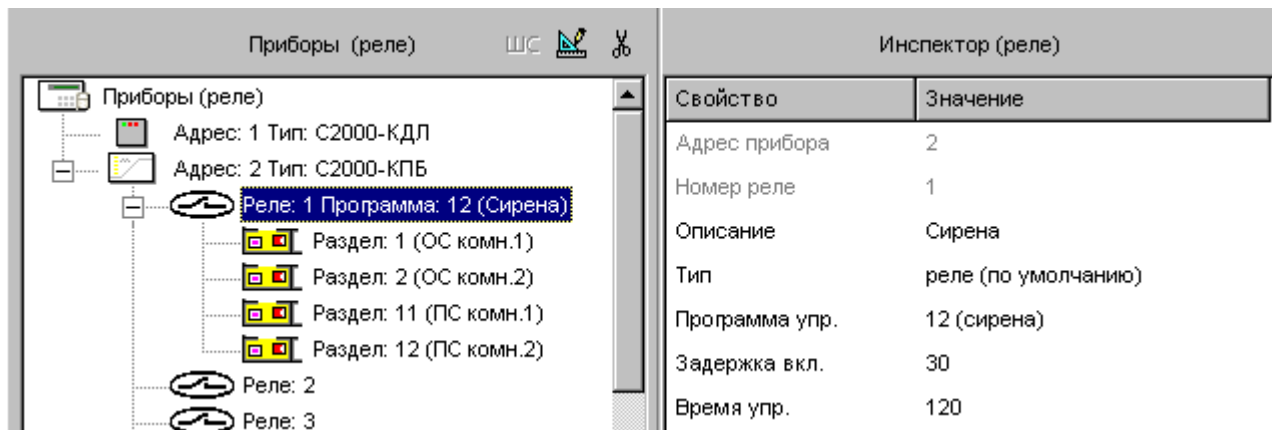 Приборы (реле)
ШС
Приборы (реле)
Адрес: 1 Тип: С2000-КДЛ
Адрес: 2 Тип: С2000-КПБ
Реле: 1 Программа: 12 (Сирена)
Раздел: 1 (ОС комн.1)
Раздел: 2 (ОС комн.2)
Раздел: 11 (ПС комн.1)
Раздел: 12 (ПС комн.2)
Реле: 2
Реле: 3
Инспектор (реле)
Свойство Значение
Адрес прибора 2
Номер реле 1
Описание Сирена
Тип реле (по умолчанию)
Программа упр. 12 (сирена)
Задержка вкл. 30
Время упр. 120